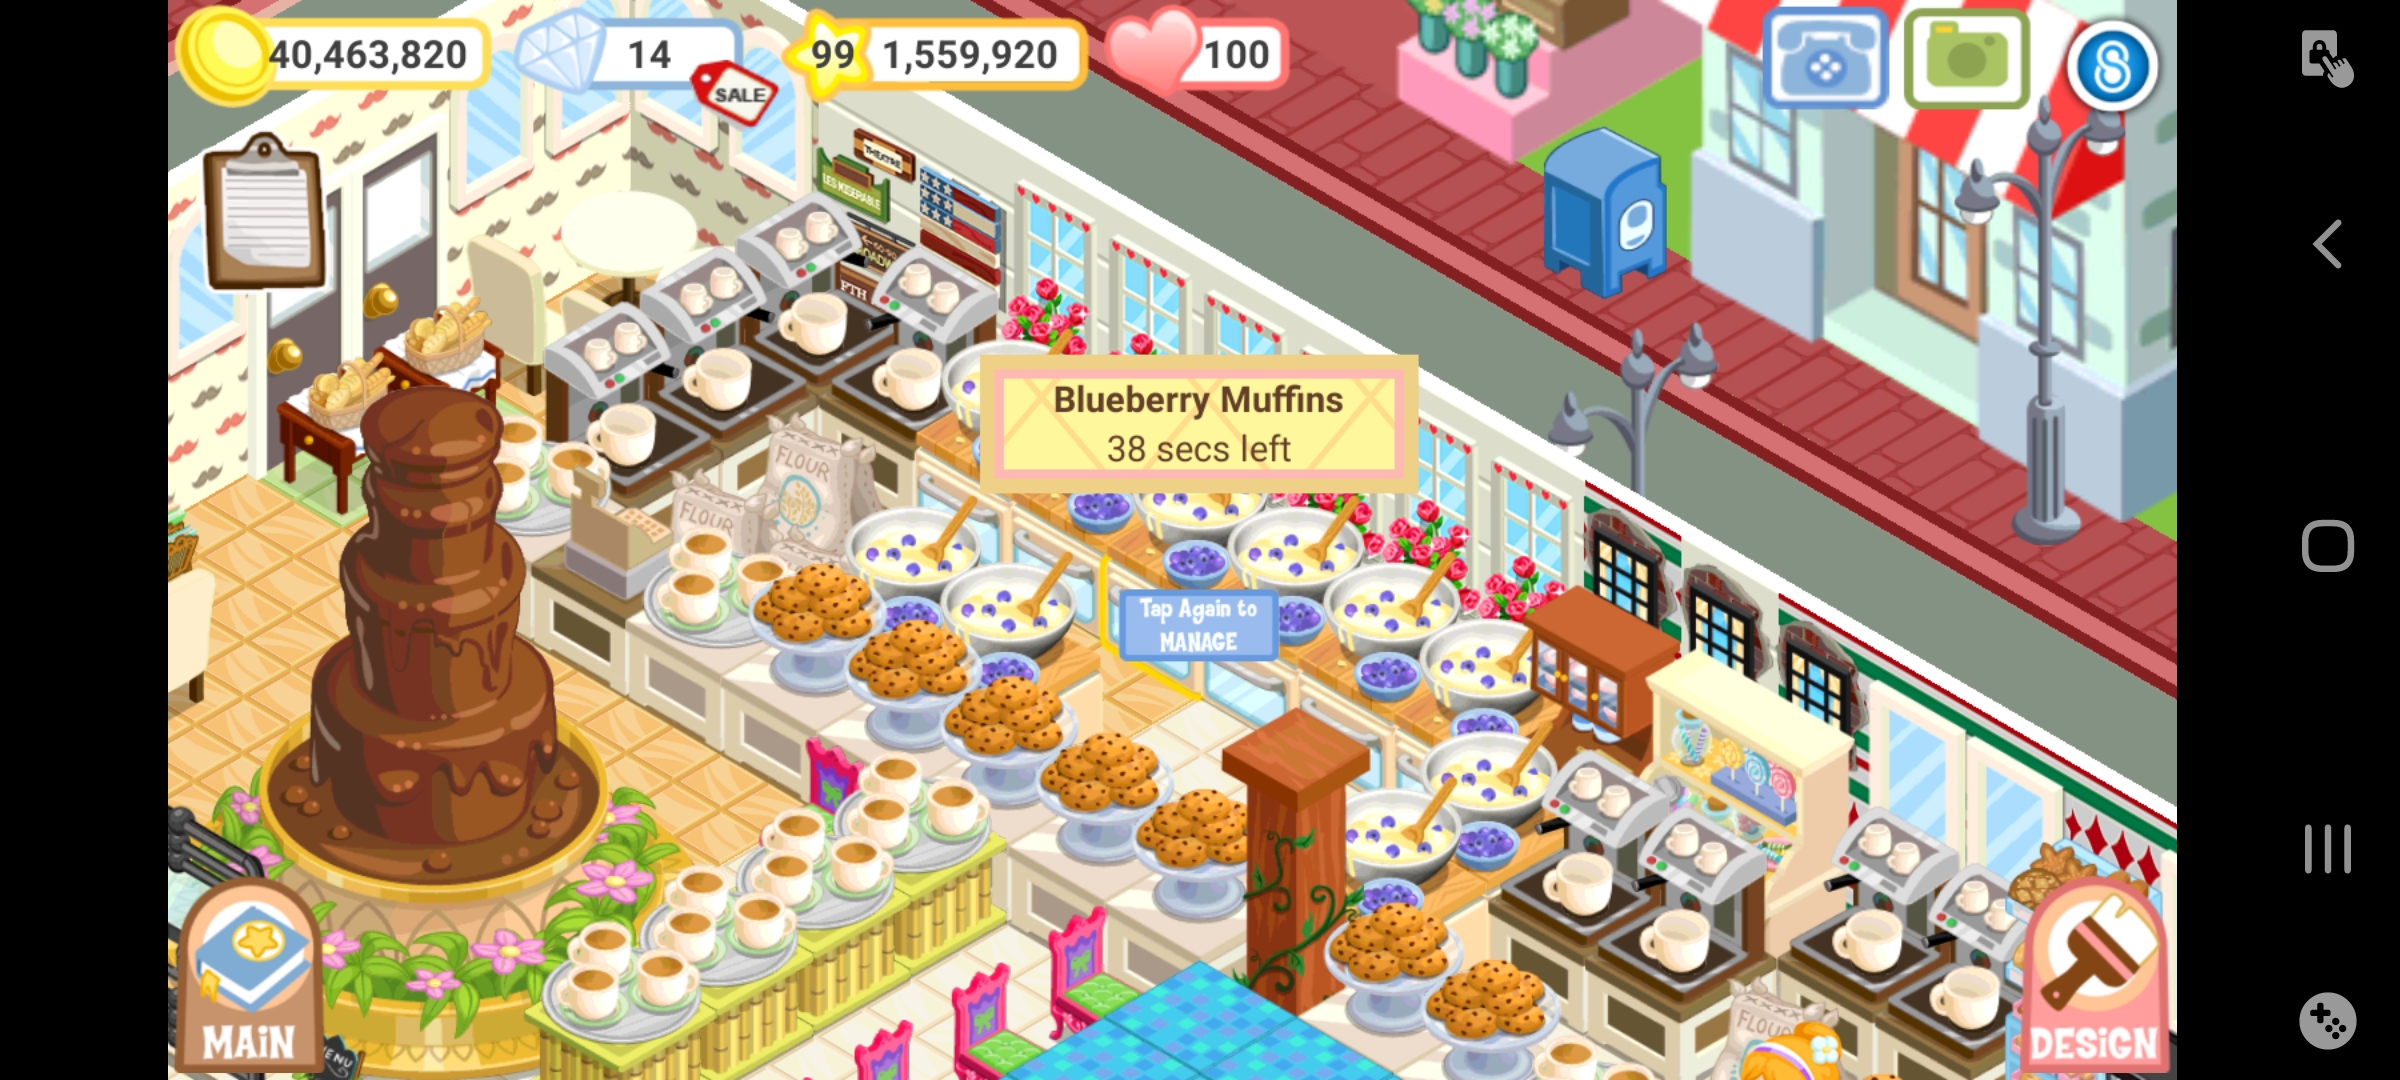 40,463,820
14
SALE
99
1,559,920
100
THEATRE
LES MISERABLE
FLOUR
FLOUR
Blueberry Muffins
38 secs left
Tap Again to
MANAGE
MAiN
MENU
FLOUR
DESiGN